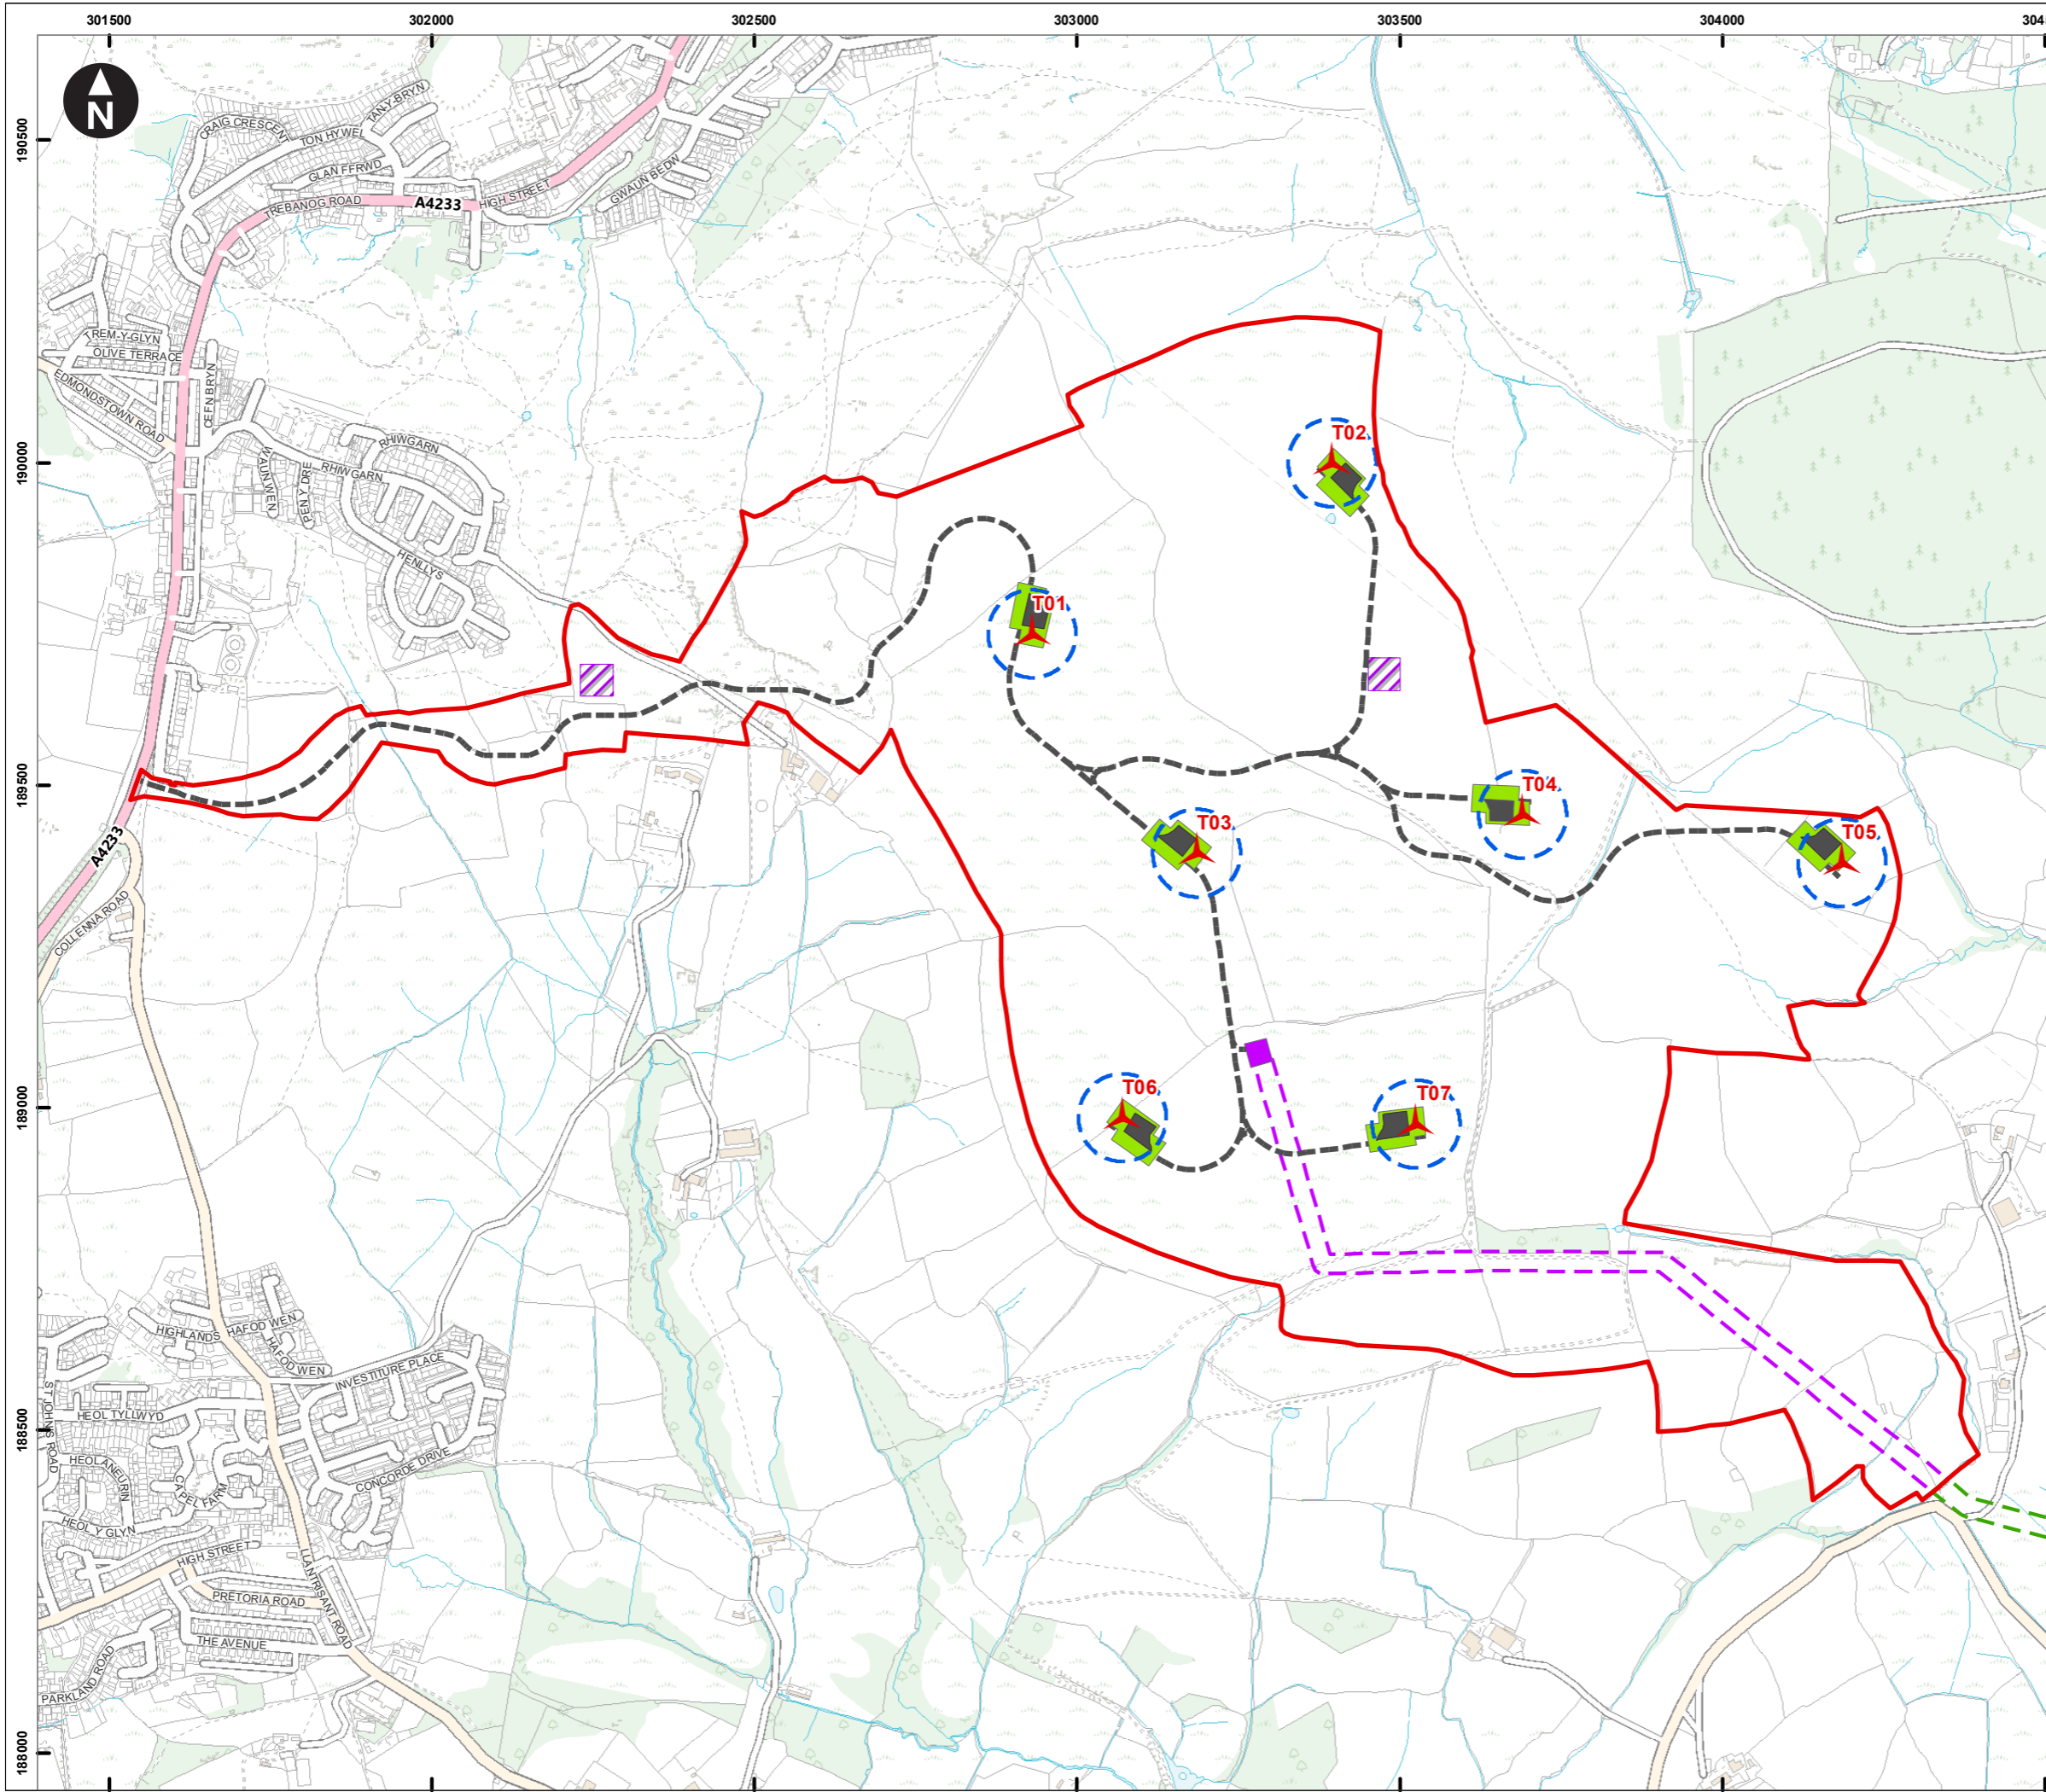 301500
302000
302500
303000
303500
304000
304
N
190500
190000
189500
189000
188500
188000
CRAIG CRESCENT
TON HYWEL
TAN-Y-BRYN
GLAN FFRWD
TREBANOG ROAD
A4233
HIGH STREET
GWAUN BEDW
TREM-Y-GLYN
OLIVE TERRACE
EDMONDSTOWN ROAD
CEFN BRYN
WAUN WEN
PEN Y DRE
RHIWGARN
RHIWGARN
HENLLYS
T02
T01
T04
T03
T05
A4233
COLLENNA ROAD
T06
T07
HIGHLANDS
HAFOD WEN
HAFOD WEN
INVESTITURE PLACE
ST JOHNS ROAD
HEOL TYLLWYD
HEOL ANEURIN
CAPEL FARM
CONCORDE DRIVE
HEOL Y GLYN
HIGH STREET
LLANTRISANT ROAD
PRETORIA ROAD
THE AVENUE
PARKLAND ROAD